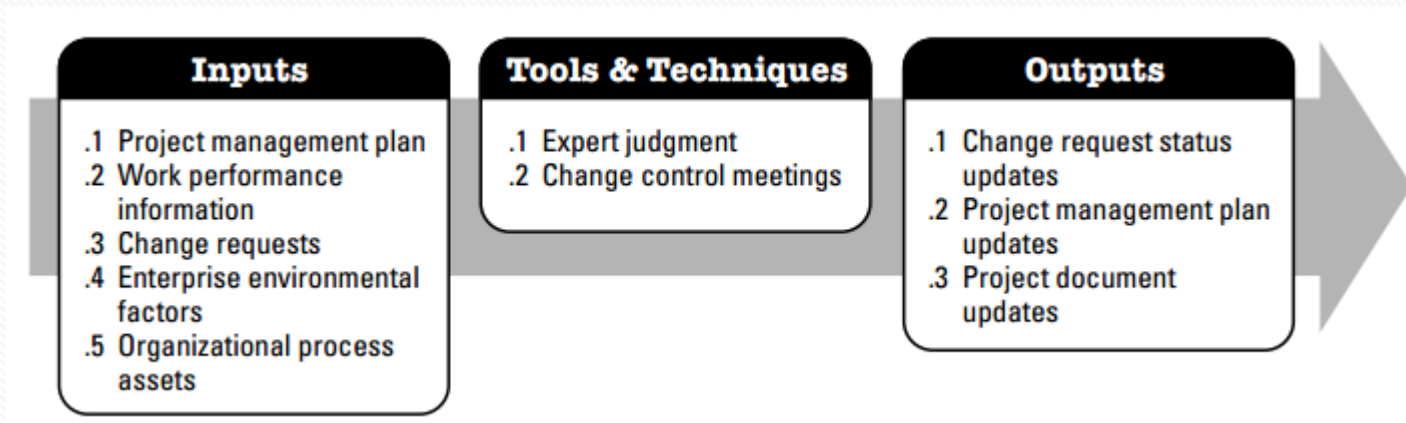 Inputs
.1 Project management plan
.2 Work performance
information
.3 Change requests
.4 Enterprise environmental
factors
.5 Organizational process
assets
Tools & Techniques
.1 Expert judgment
.2 Change control meetings
Outputs
.1 Change request status
updates
.2 Project management plan
updates
.3 Project document
updates